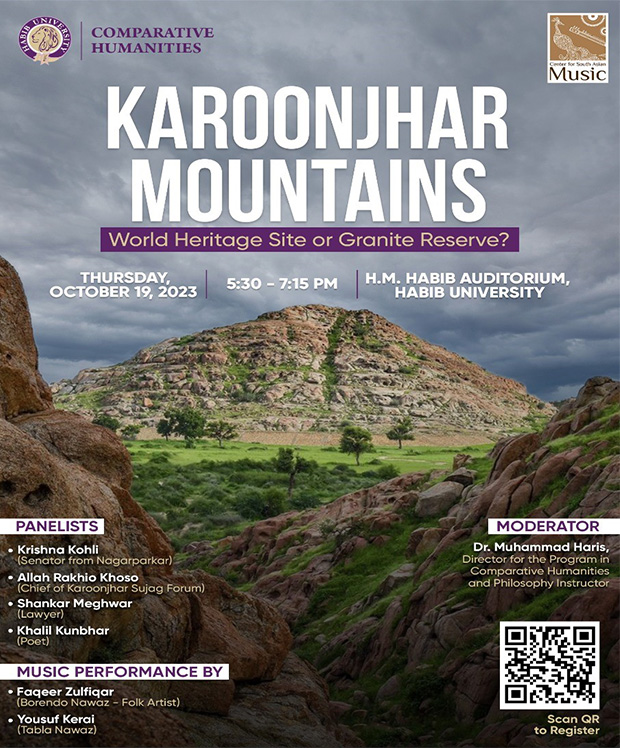 HABIB UNIVERSITY
COMPARATIVE
HUMANITIES
Center for South Asian
Music
KAROONJHAR
MOUNTAINS
World Heritage Site or Granite Reserve?
THURSDAY,
OCTOBER 19, 2023
5:30 - 7:15 PM
H.M. HABIB AUDITORIUM,
HABIB UNIVERSITY
PANELISTS
• Krishna Kohli
(Senator from Nagarparkar)
• Allah Rakhio Khoso
(Chief of Karoonjhar Sujag Forum)
• Shankar Meghwar
(Lawyer)
• Khalil Kunbhar
(Poet)
MUSIC PERFORMANCE BY
• Faqeer Zulfiqar
(Borendo Nawaz - Folk Artist)
• Yousuf Kerai
(Tabla Nawaz)
MODERATOR
Dr. Muhammad Haris,
Director for the Program in
Comparative Humanities
and Philosophy Instructor
Scan QR
to Register